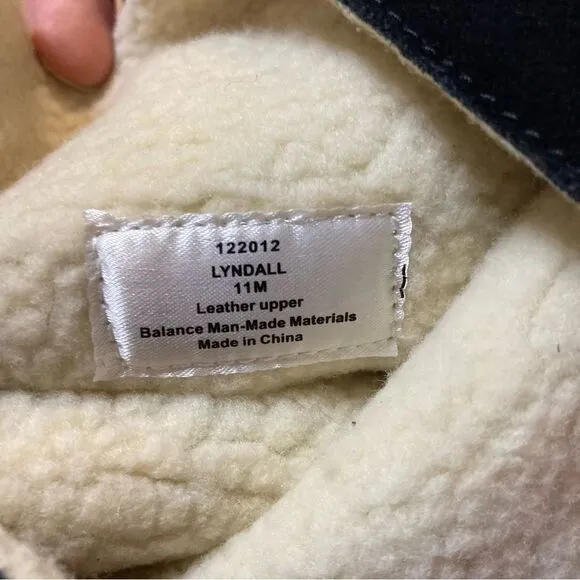 122012
LYNDALL
11M
Leather upper
Balance Man-Made Materials
Made in China